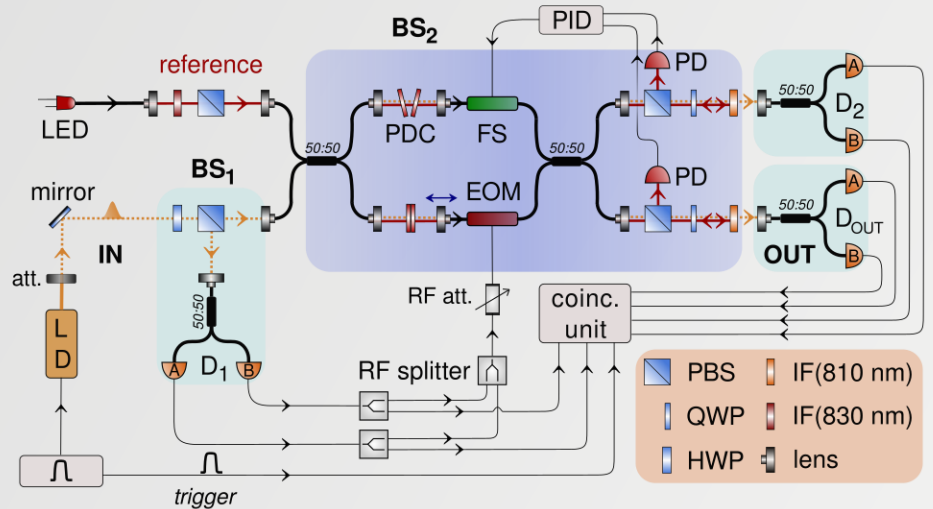 BS2
PID
reference
PD
A
LED
PDC
FS
50:50
D2
B
50:50
50:50
BS1
EOM
PD
50:50
A
mirror
DOUT
IN
OUT
B
att.
RF att.
coinc.
unit
50:50
L
D
D1
A
B
RF splitter
PBS
IF(810 nm)
QWP
IF(830 nm)
HWP
lens
trigger